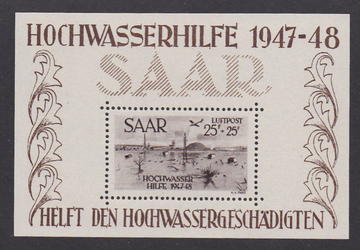 HOCHWASSERHILFE 1947-48
SAAR
SAAR
LUFTPOST
25F+25F
HOCHWASSER
HILFE 1947-48
HELFT DEN HOCHWASSERGESCHÄDIGTEN